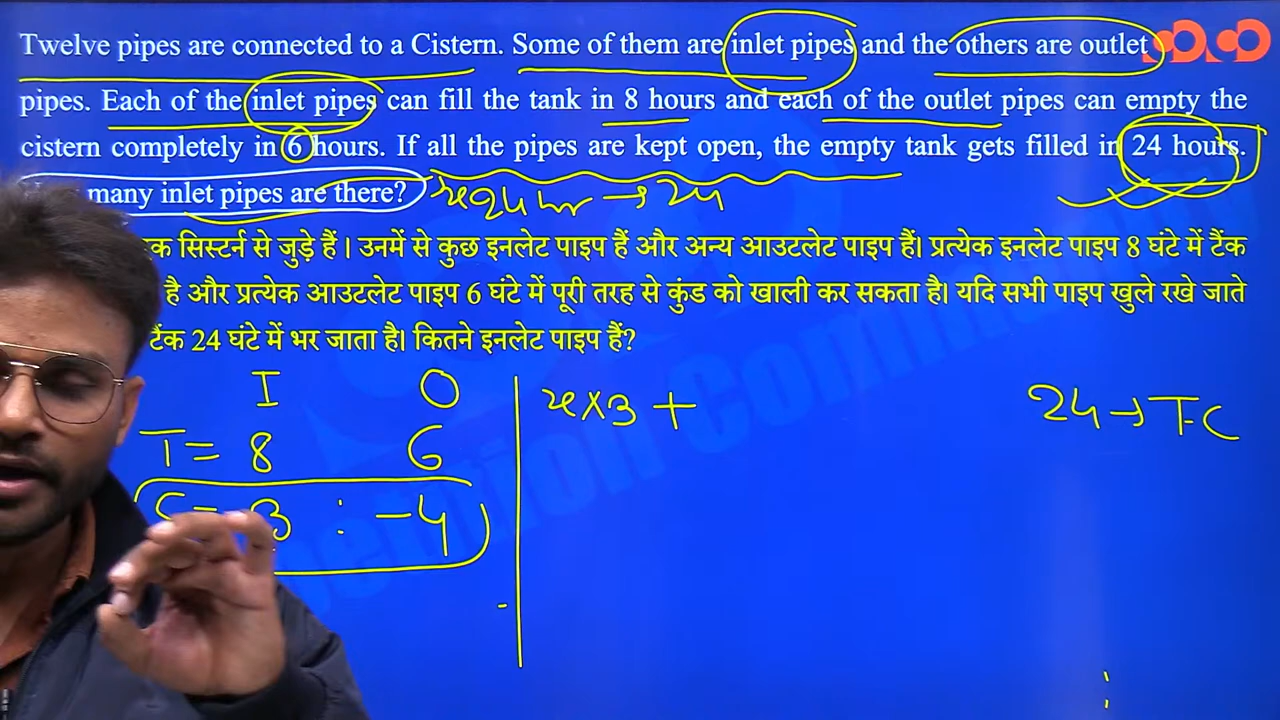 Twelve pipes are connected to a Cistern. Some of them are inlet pipes and the others are outlet
pipes. Each of the inlet pipes can fill the tank in 8 hours and each of the outlet pipes can empty the
cistern completely in 6 hours. If all the pipes are kept open, the empty tank gets filled in 24 hours.
many inlet pipes are there? 24 hr → 24
सिस्टर्न से जुड़े हैं। उनमें से कुछ इनलेट पाइप हैं और अन्य आउटलेट पाइप हैं। प्रत्येक इनलेट पाइप 8 घंटे में टैंक
है और प्रत्येक आउटलेट पाइप 6 घंटे में पूरी तरह से कुंड को खाली कर सकता है। यदि सभी पाइप खुले रखे जाते
टैंक 24 घंटे में भर जाता है। कितने इनलेट पाइप हैं?
I O
T = 8 6
3 : -4
x×3 +
24 → T.C